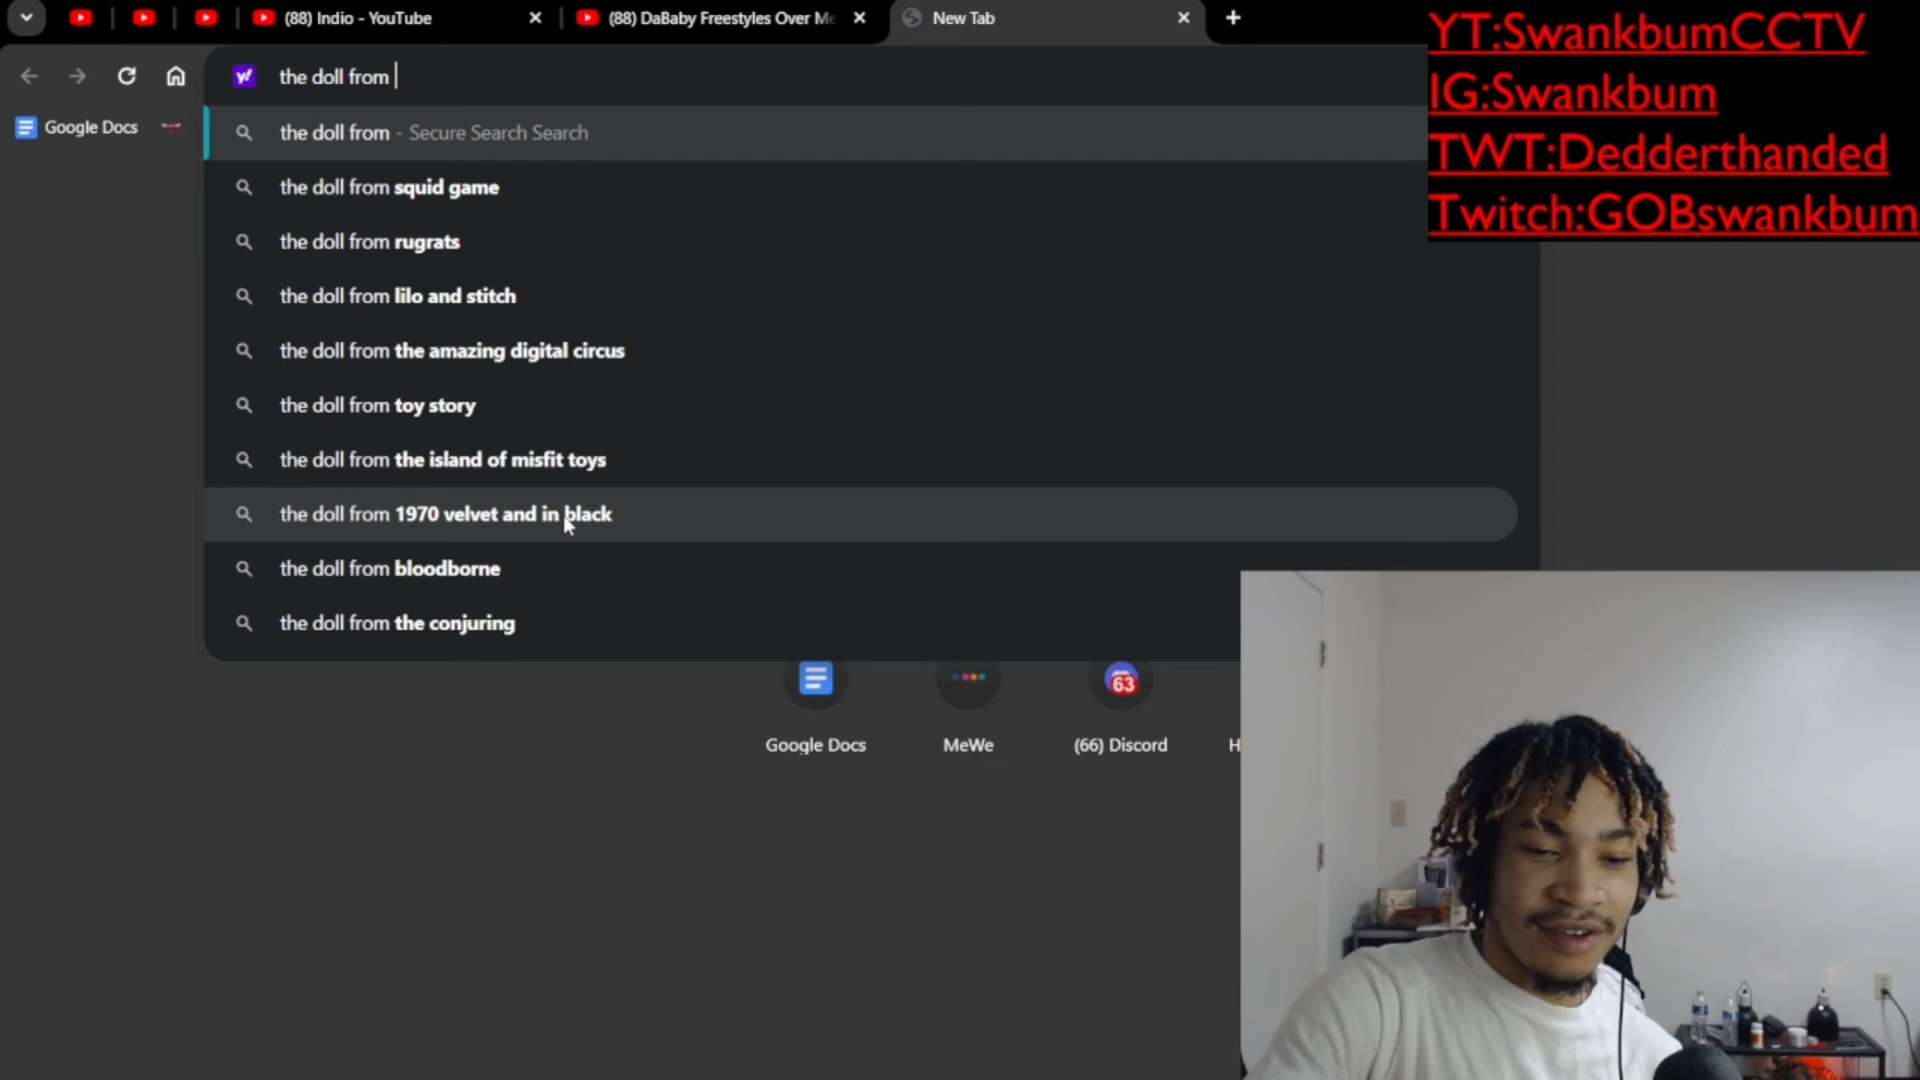 (88) Indio - YouTube
(88) DaBaby Freestyles Over Me
New Tab
YT:SwankbumCCTV
IG:Swankbum
TWT:Dedderthanded
Twitch:GOBswankbum
y!
the doll from
Google Docs
the doll from - Secure Search Search
the doll from squid game
the doll from rugrats
the doll from lilo and stitch
the doll from the amazing digital circus
the doll from toy story
the doll from the island of misfit toys
the doll from 1970 velvet and in black
the doll from bloodborne
the doll from the conjuring
63
Google Docs
MeWe
(66) Discord
H